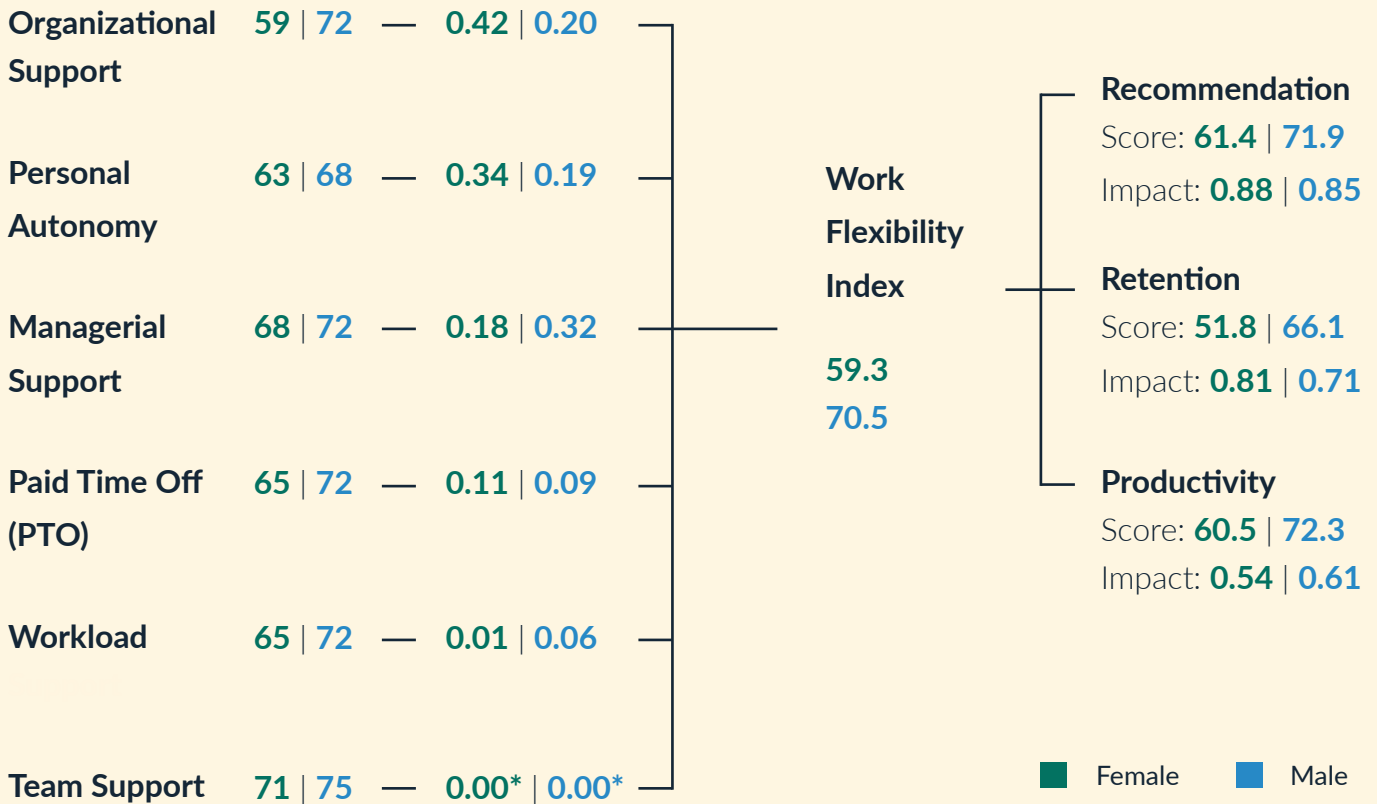 Organizational 59 | 72 — 0.42 | 0.20
Support
Personal 63 | 68 — 0.34 | 0.19
Autonomy
Managerial 68 | 72 — 0.18 | 0.32
Support
Paid Time Off 65 | 72 — 0.11 | 0.09
(PTO)
Workload 65 | 72 — 0.01 | 0.06
Team Support 71 | 75 — 0.00* | 0.00*
Work
Flexibility
Index
59.3
70.5
Recommendation
Score: 61.4 | 71.9
Impact: 0.88 | 0.85
Retention
Score: 51.8 | 66.1
Impact: 0.81 | 0.71
Productivity
Score: 60.5 | 72.3
Impact: 0.54 | 0.61
Female Male